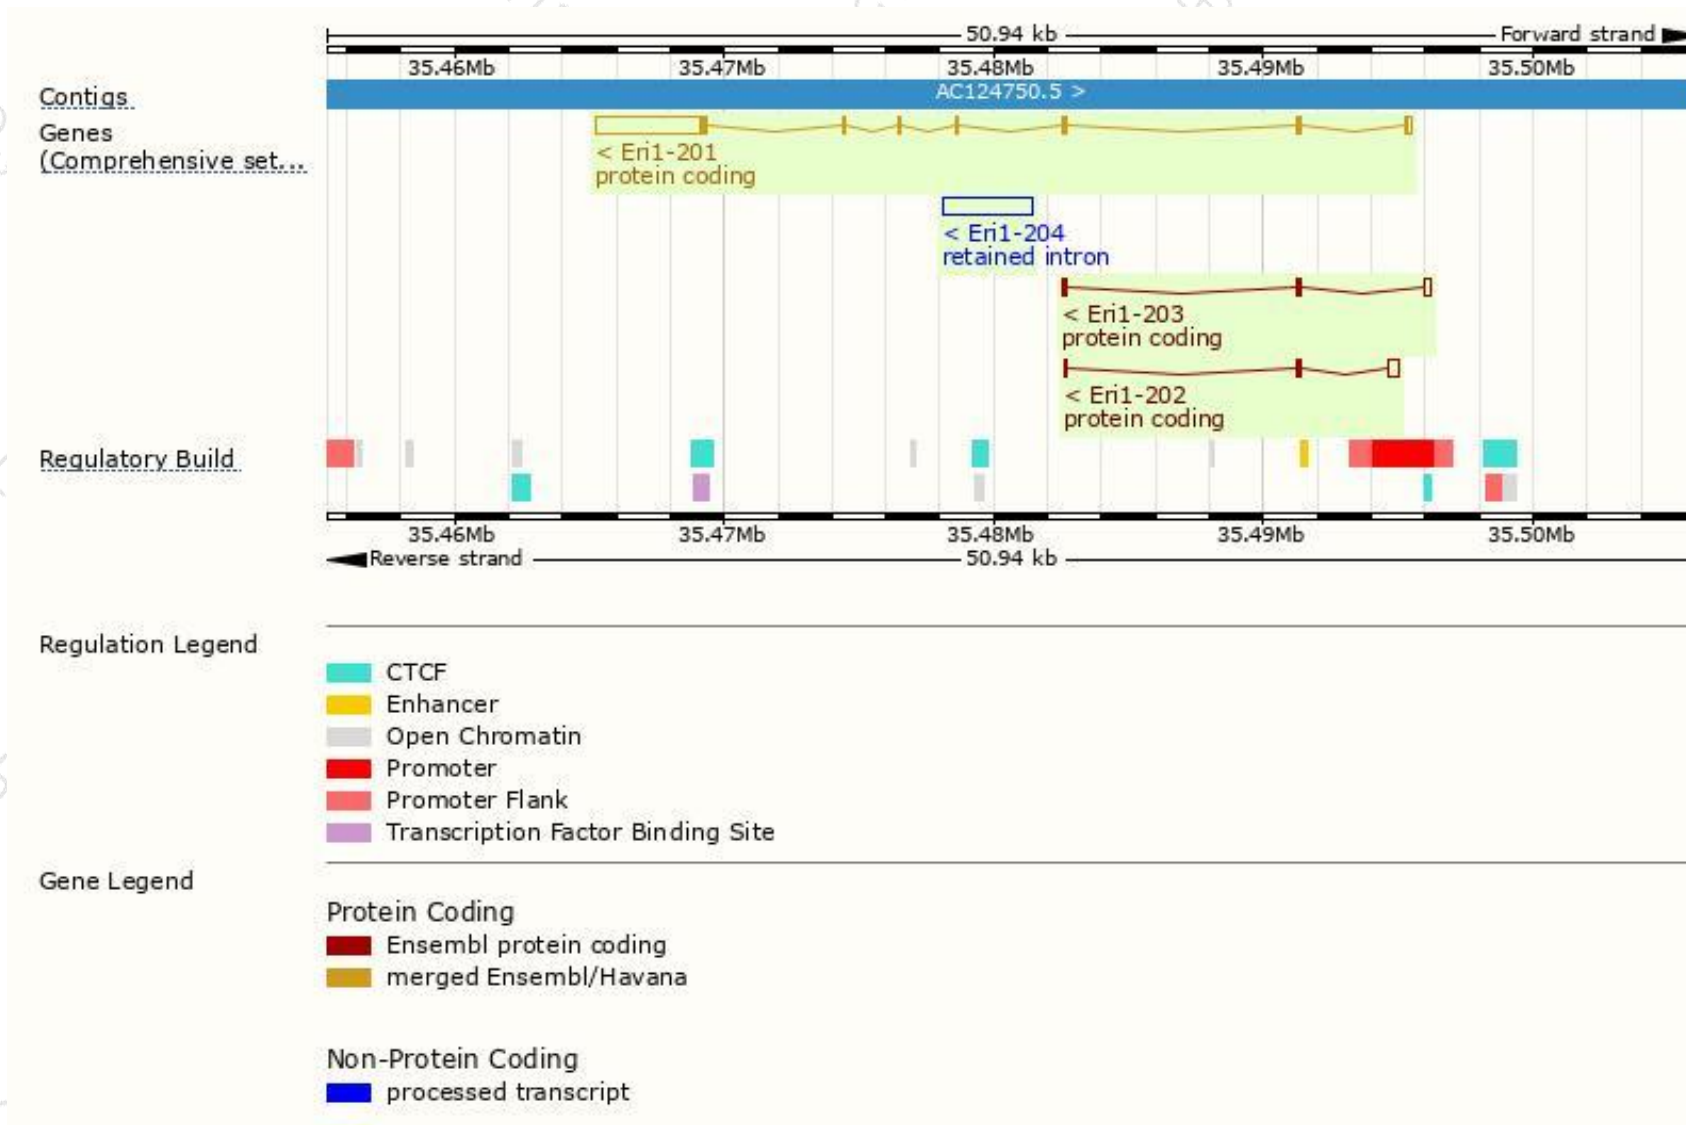 50.94 kb Forward strand
35.46Mb 35.47Mb 35.48Mb 35.49Mb 35.50Mb
Contigs AC124750.5 >
Genes
(Comprehensive set...
< Eri1-201
protein coding
< Eri1-204
retained intron
< Eri1-203
protein coding
< Eri1-202
protein coding
Regulatory Build
35.46Mb 35.47Mb 35.48Mb 35.49Mb 35.50Mb
Reverse strand 50.94 kb
Regulation Legend
CTCF
Enhancer
Open Chromatin
Promoter
Promoter Flank
Transcription Factor Binding Site
Gene Legend
Protein Coding
Ensembl protein coding
merged Ensembl/Havana
Non-Protein Coding
processed transcript